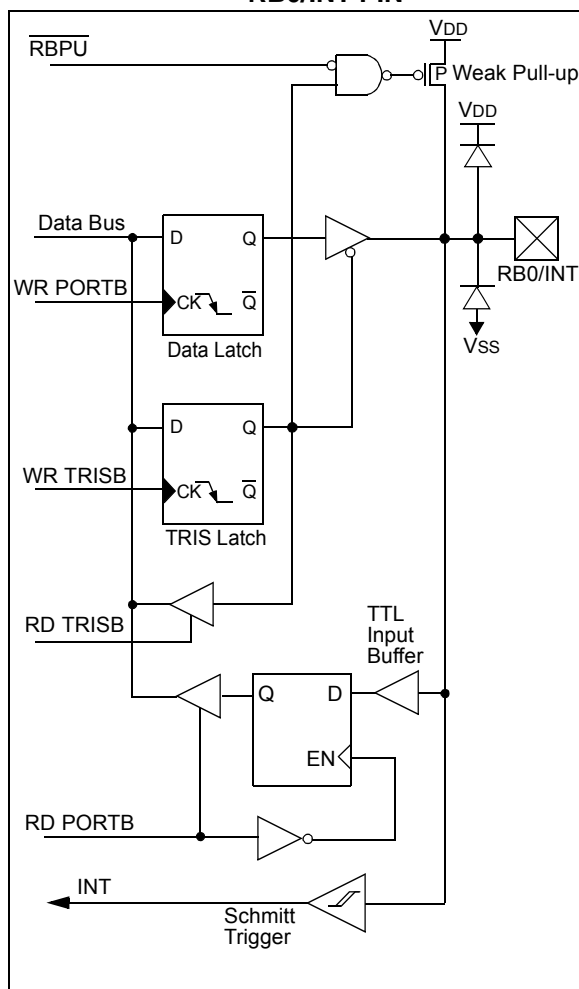 RB0/INT PIN
R̅B̅P̅U̅
VDD
P
Weak Pull-up
VDD
Data Bus
D
Q
RB0/INT
WR PORTB
CK
Q̅
VSS
Data Latch
D
Q
WR TRISB
CK
Q̅
TRIS Latch
RD TRISB
TTL
Input
Buffer
Q
D
EN
RD PORTB
INT
Schmitt
Trigger